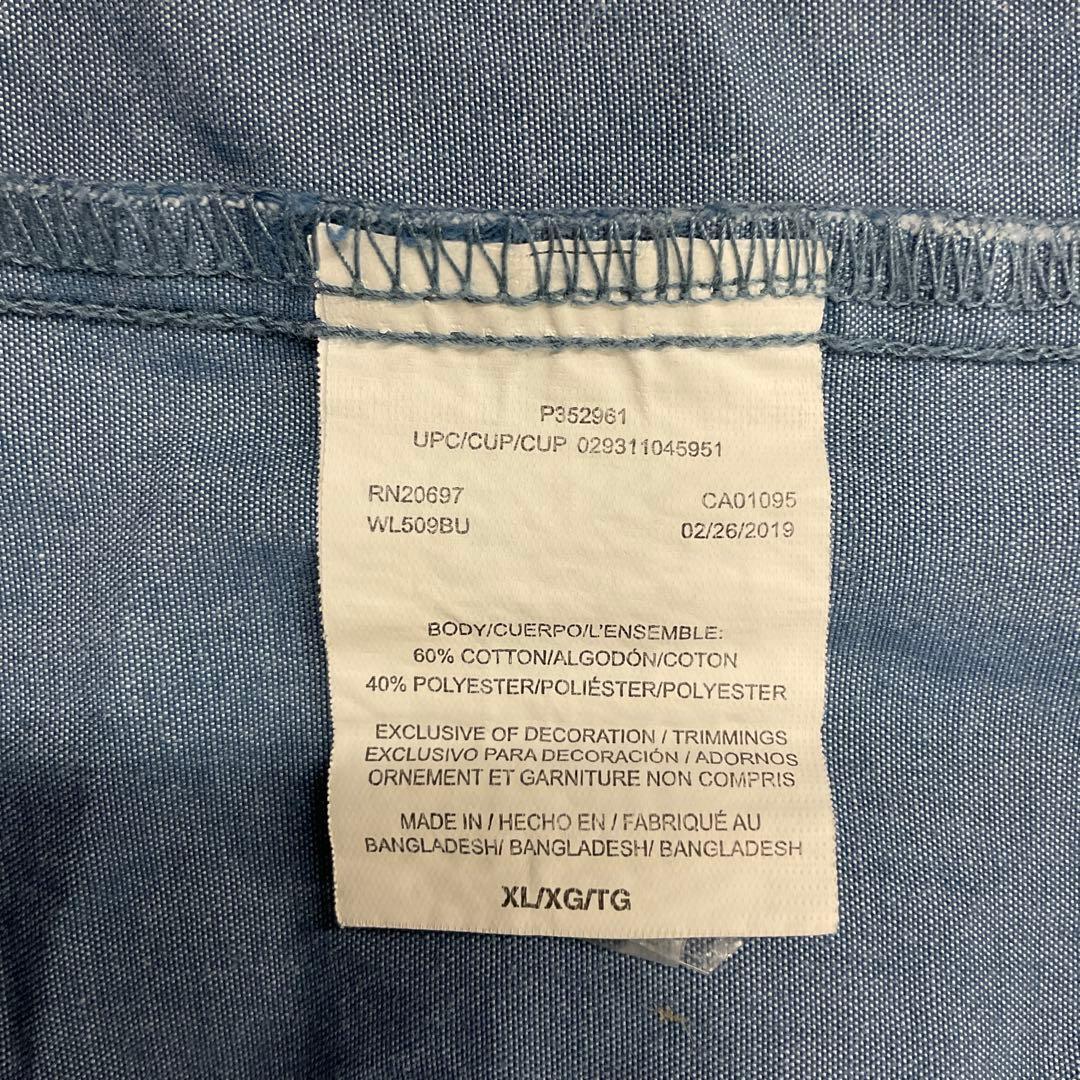 P352961
UPC/CUP/CUP 029311045951
RN20697 CA01095
WL509BU 02/26/2019
BODY/CUERPO/L'ENSEMBLE:
60% COTTON/ALGODÓN/COTON
40% POLYESTER/POLIÉSTER/POLYESTER
EXCLUSIVE OF DECORATION / TRIMMINGS
EXCLUSIVO PARA DECORACIÓN / ADORNOS
ORNEMENT ET GARNITURE NON COMPRIS
MADE IN / HECHO EN / FABRIQUÉ AU
BANGLADESH/ BANGLADESH/ BANGLADESH
XL/XG/TG